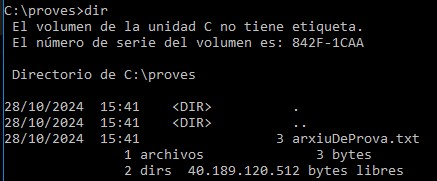 C:\proves>dir
 El volumen de la unidad C no tiene etiqueta.
 El número de serie del volumen es: 842F-1CAA

 Directorio de C:\proves

28/10/2024  15:41    <DIR>          .
28/10/2024  15:41    <DIR>          ..
28/10/2024  15:41                 3 arxiuDeProva.txt
               1 archivos              3 bytes
               2 dirs  40.189.120.512 bytes libres